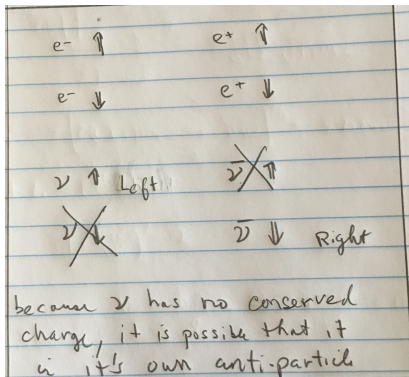 e- ⇑ e+ ⇑
e- ⇓ e+ ⇓
ν ⇑ Left ν̄ ⇑
ν ⇓ ν̄ ⇓ Right
because ν has no conserved
charge, it is possible that it
is it's own anti-particle